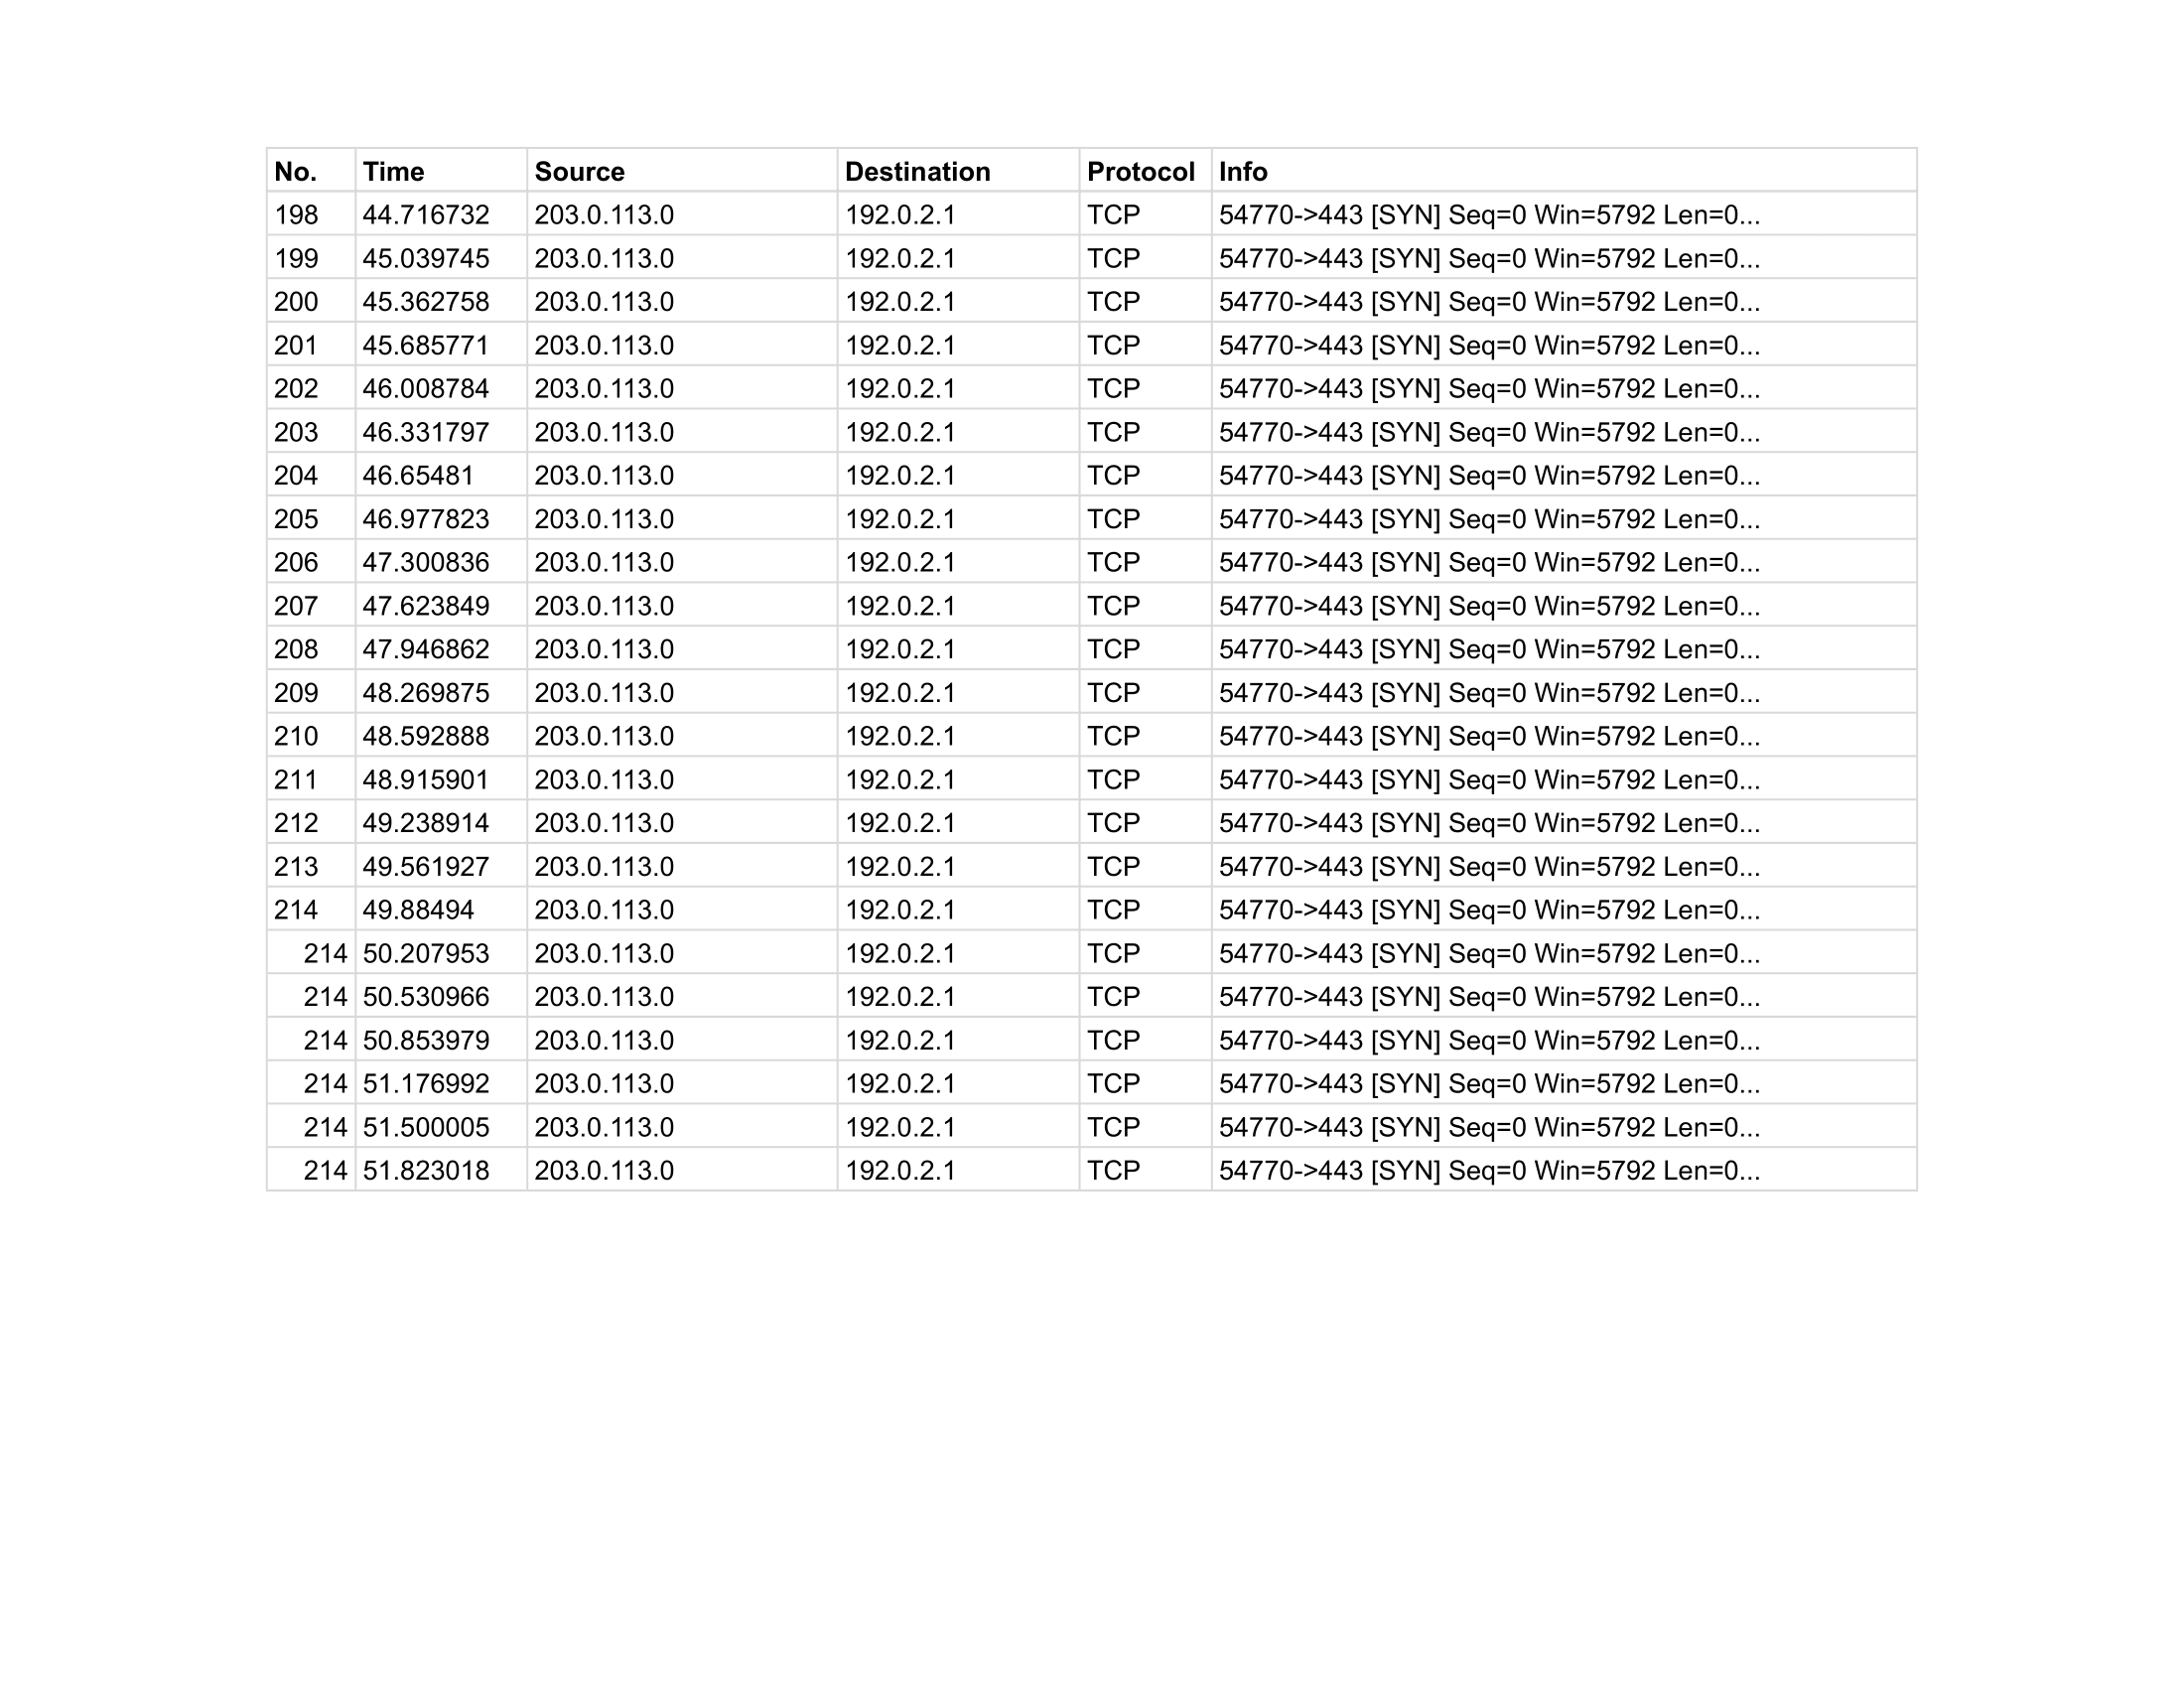 No. Time Source Destination Protocol Info
198 44.716732 203.0.113.0 192.0.2.1 TCP 54770->443 [SYN] Seq=0 Win=5792 Len=0...
199 45.039745 203.0.113.0 192.0.2.1 TCP 54770->443 [SYN] Seq=0 Win=5792 Len=0...
200 45.362758 203.0.113.0 192.0.2.1 TCP 54770->443 [SYN] Seq=0 Win=5792 Len=0...
201 45.685771 203.0.113.0 192.0.2.1 TCP 54770->443 [SYN] Seq=0 Win=5792 Len=0...
202 46.008784 203.0.113.0 192.0.2.1 TCP 54770->443 [SYN] Seq=0 Win=5792 Len=0...
203 46.331797 203.0.113.0 192.0.2.1 TCP 54770->443 [SYN] Seq=0 Win=5792 Len=0...
204 46.65481 203.0.113.0 192.0.2.1 TCP 54770->443 [SYN] Seq=0 Win=5792 Len=0...
205 46.977823 203.0.113.0 192.0.2.1 TCP 54770->443 [SYN] Seq=0 Win=5792 Len=0...
206 47.300836 203.0.113.0 192.0.2.1 TCP 54770->443 [SYN] Seq=0 Win=5792 Len=0...
207 47.623849 203.0.113.0 192.0.2.1 TCP 54770->443 [SYN] Seq=0 Win=5792 Len=0...
208 47.946862 203.0.113.0 192.0.2.1 TCP 54770->443 [SYN] Seq=0 Win=5792 Len=0...
209 48.269875 203.0.113.0 192.0.2.1 TCP 54770->443 [SYN] Seq=0 Win=5792 Len=0...
210 48.592888 203.0.113.0 192.0.2.1 TCP 54770->443 [SYN] Seq=0 Win=5792 Len=0...
211 48.915901 203.0.113.0 192.0.2.1 TCP 54770->443 [SYN] Seq=0 Win=5792 Len=0...
212 49.238914 203.0.113.0 192.0.2.1 TCP 54770->443 [SYN] Seq=0 Win=5792 Len=0...
213 49.561927 203.0.113.0 192.0.2.1 TCP 54770->443 [SYN] Seq=0 Win=5792 Len=0...
214 49.88494 203.0.113.0 192.0.2.1 TCP 54770->443 [SYN] Seq=0 Win=5792 Len=0...
214 50.207953 203.0.113.0 192.0.2.1 TCP 54770->443 [SYN] Seq=0 Win=5792 Len=0...
214 50.530966 203.0.113.0 192.0.2.1 TCP 54770->443 [SYN] Seq=0 Win=5792 Len=0...
214 50.853979 203.0.113.0 192.0.2.1 TCP 54770->443 [SYN] Seq=0 Win=5792 Len=0...
214 51.176992 203.0.113.0 192.0.2.1 TCP 54770->443 [SYN] Seq=0 Win=5792 Len=0...
214 51.500005 203.0.113.0 192.0.2.1 TCP 54770->443 [SYN] Seq=0 Win=5792 Len=0...
214 51.823018 203.0.113.0 192.0.2.1 TCP 54770->443 [SYN] Seq=0 Win=5792 Len=0...